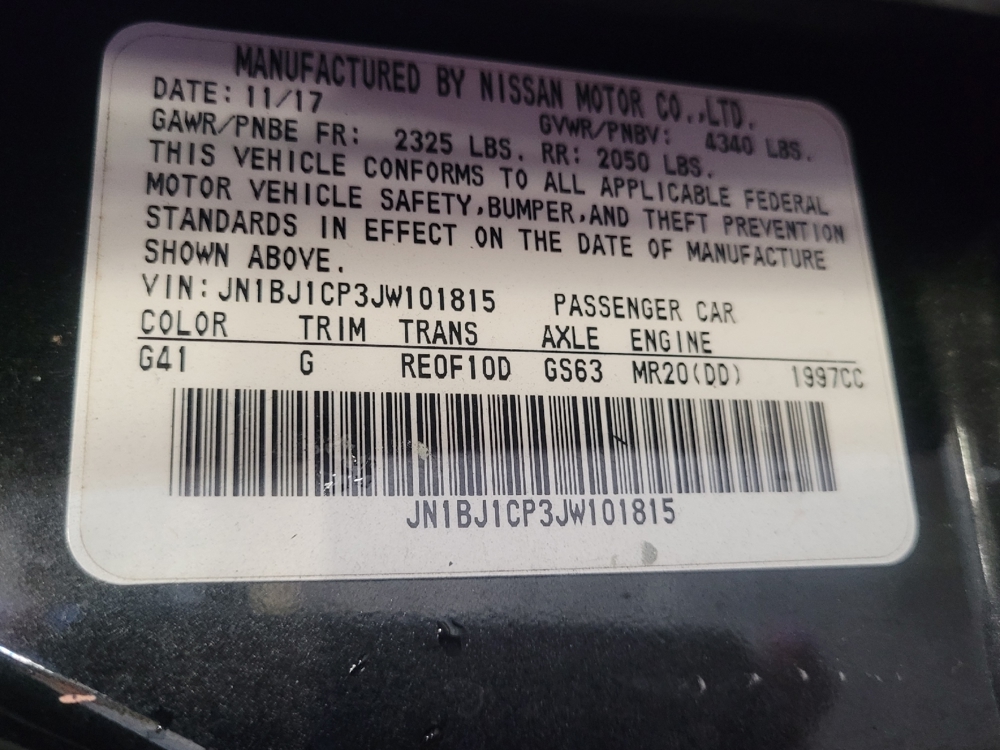 MANUFACTURED BY NISSAN MOTOR CO.,LTD.
DATE: 11/17 GVWR/PNBV: 4340 LBS.
GAWR/PNBE FR: 2325 LBS. RR: 2050 LBS.
THIS VEHICLE CONFORMS TO ALL APPLICABLE FEDERAL
MOTOR VEHICLE SAFETY,BUMPER,AND THEFT PREVENTION
STANDARDS IN EFFECT ON THE DATE OF MANUFACTURE
SHOWN ABOVE.
VIN: JN1BJ1CP3JW101815 PASSENGER CAR
COLOR TRIM TRANS AXLE ENGINE
G41 G RE0F10D GS63 MR20(DD) 1997CC
JN1BJ1CP3JW101815